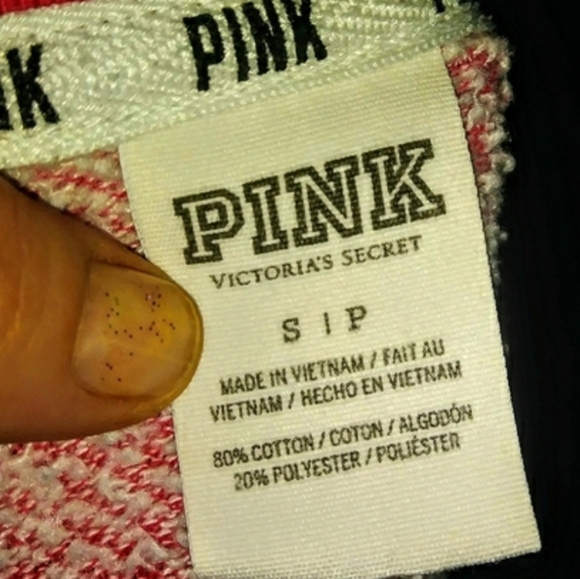 PINK
PINK
VICTORIA'S SECRET
S | P
MADE IN VIETNAM / FAIT AU
VIETNAM / HECHO EN VIETNAM
80% COTTON / COTON / ALGODÓN
20% POLYESTER / POLIÉSTER